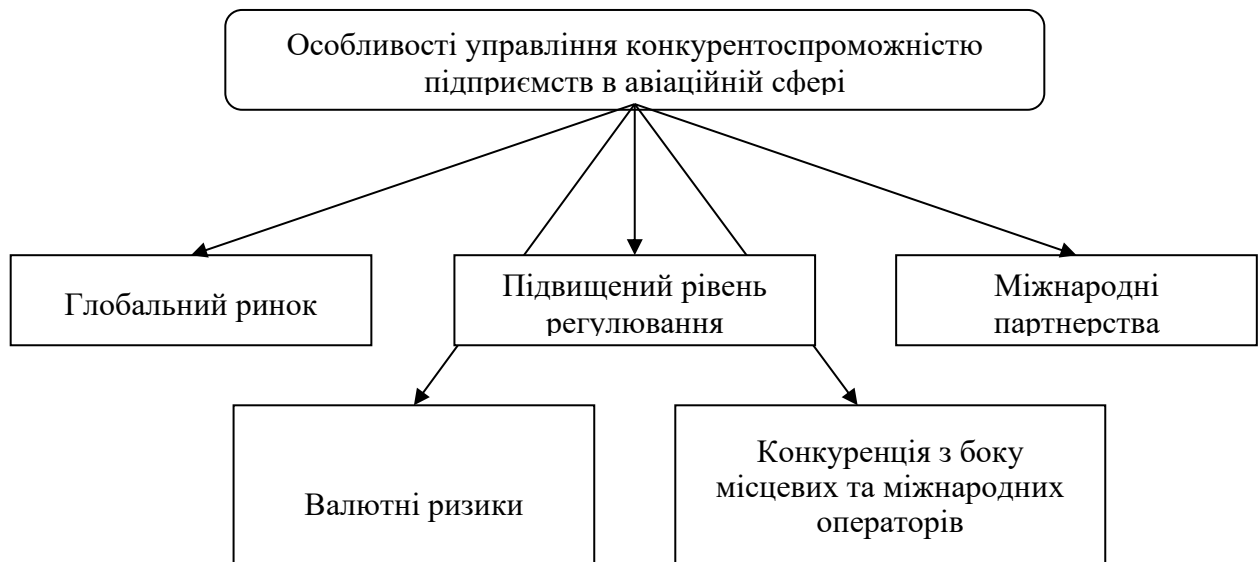 Особливості управління конкурентоспроможністю
підприємств в авіаційній сфері
Глобальний ринок
Підвищений рівень
регулювання
Міжнародні
партнерства
Валютні ризики
Конкуренція з боку
місцевих та міжнародних
операторів